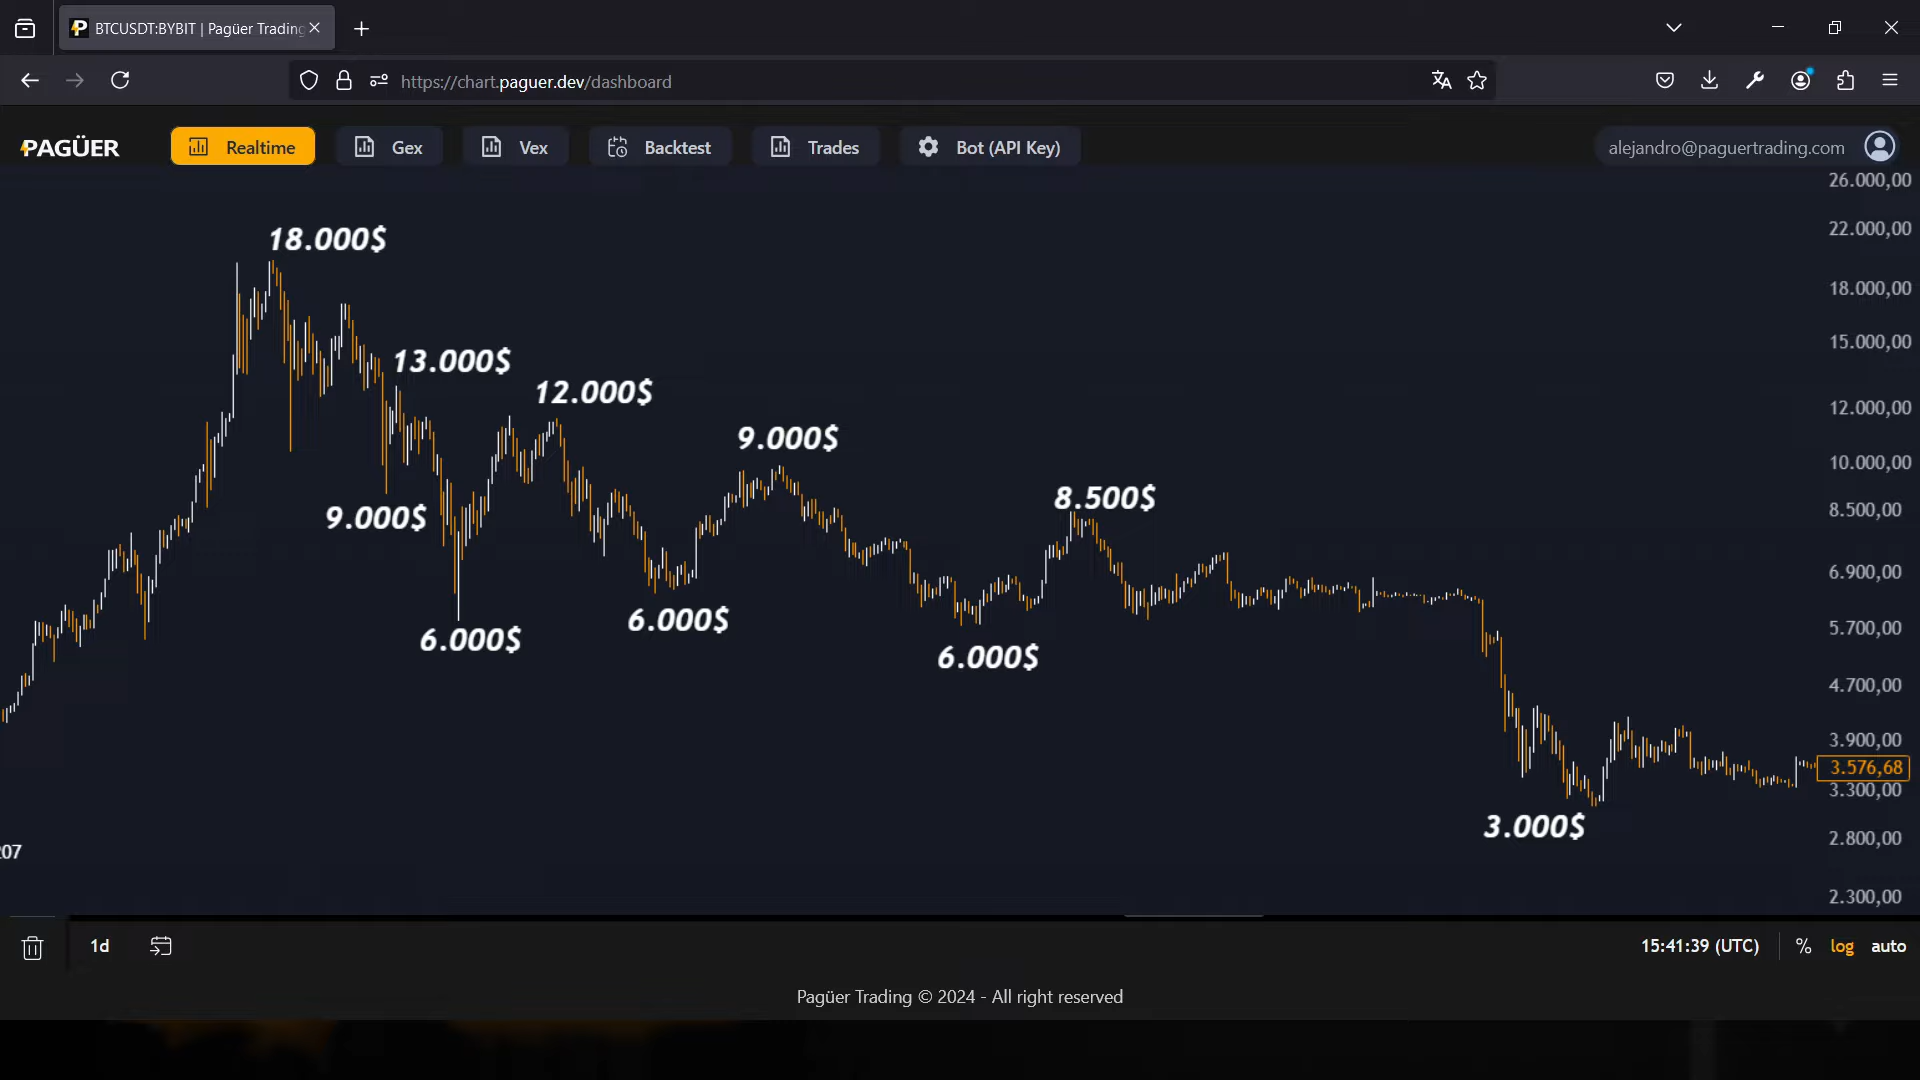 BTCUSDT:BYBIT | Pagüer Trading
https://chart.paguer.dev/dashboard
PAGÜER
Realtime
Gex
Vex
Backtest
Trades
Bot (API Key)
alejandro@paguertrading.com
26.000,00
22.000,00
18.000$
18.000,00
15.000,00
13.000$
12.000$
12.000,00
9.000$
10.000,00
8.500$
8.500,00
9.000$
6.900,00
6.000$
5.700,00
6.000$
6.000$
4.700,00
3.900,00
3.576,68
3.300,00
3.000$
2.800,00
207
2.300,00
1d
15:41:39 (UTC)
%
log
auto
Pagüer Trading © 2024 - All right reserved